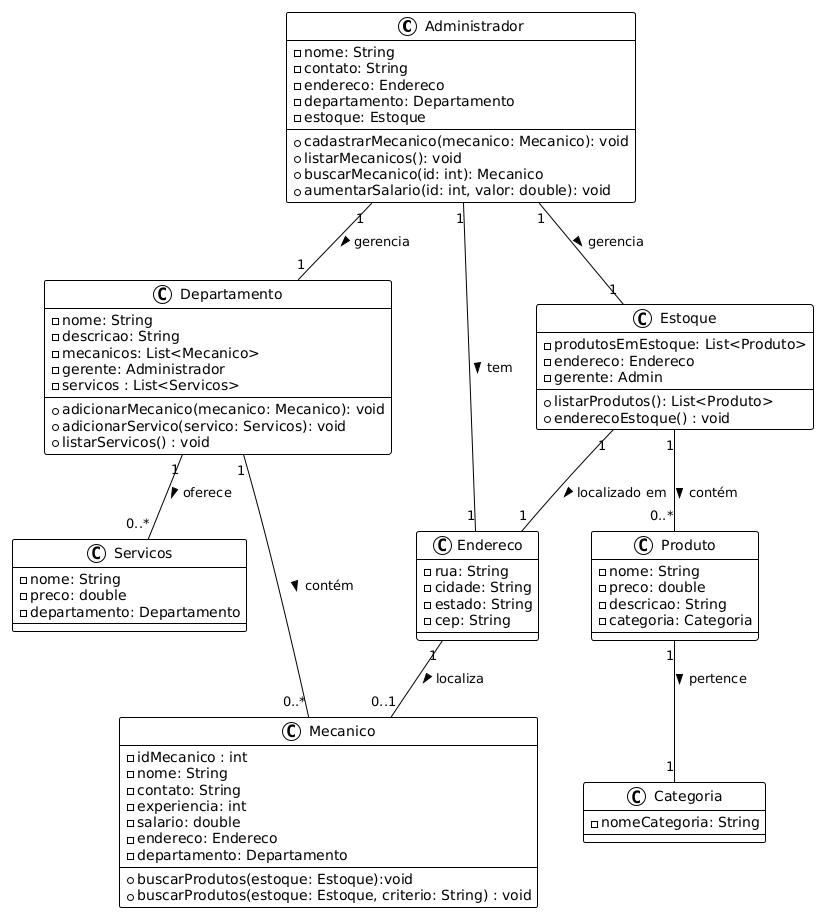 C Administrador
nome: String
contato: String
endereco: Endereco
departamento: Departamento
estoque: Estoque
cadastrarMecanico(mecanico: Mecanico): void
listarMecanicos(): void
buscarMecanico(id: int): Mecanico
aumentarSalario(id: int, valor: double): void
1
1
1
gerencia
gerencia
1
1
C Departamento
nome: String
descricao: String
mecanicos: List<Mecanico>
gerente: Administrador
servicos : List<Servicos>
adicionarMecanico(mecanico: Mecanico): void
adicionarServico(servico: Servicos): void
listarServicos() : void
tem
C Estoque
produtosEmEstoque: List<Produto>
endereco: Endereco
gerente: Admin
listarProdutos(): List<Produto>
enderecoEstoque() : void
1
1
1
1
oferece
localizado em
contém
0..*
1
1
0..*
C Servicos
nome: String
preco: double
departamento: Departamento
contém
C Endereco
rua: String
cidade: String
estado: String
cep: String
C Produto
nome: String
preco: double
descricao: String
categoria: Categoria
1
1
localiza
pertence
0..*
0..1
1
C Mecanico
idMecanico : int
nome: String
contato: String
experiencia: int
salario: double
endereco: Endereco
departamento: Departamento
buscarProdutos(estoque: Estoque):void
buscarProdutos(estoque: Estoque, criterio: String) : void
C Categoria
nomeCategoria: String